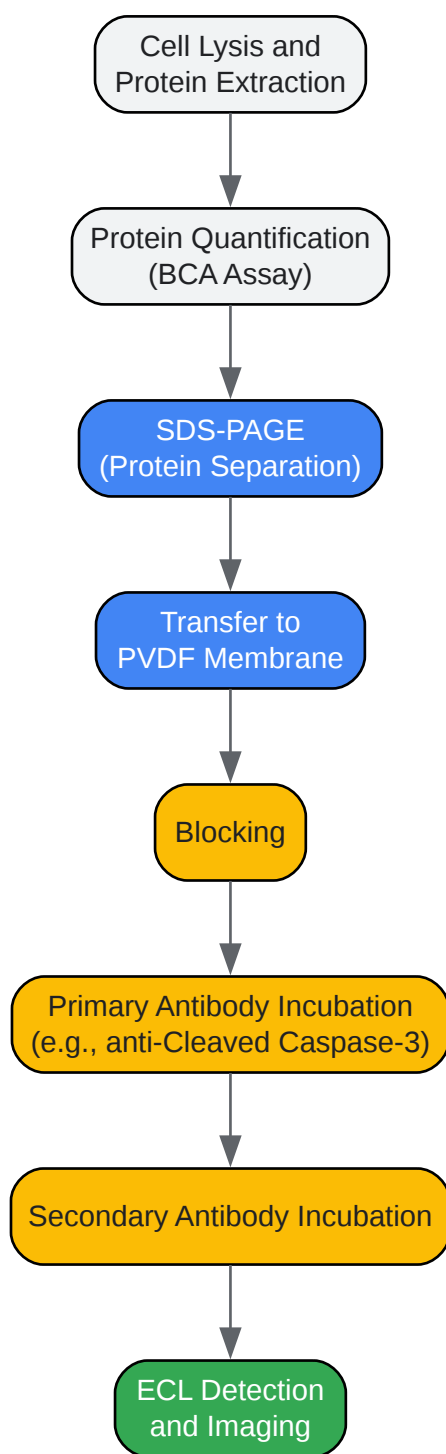 Cell Lysis and
Protein Extraction
Protein Quantification
(BCA Assay)
SDS-PAGE
(Protein Separation)
Transfer to
PVDF Membrane
Blocking
Primary Antibody Incubation
(e.g., anti-Cleaved Caspase-3)
Secondary Antibody Incubation
ECL Detection
and Imaging